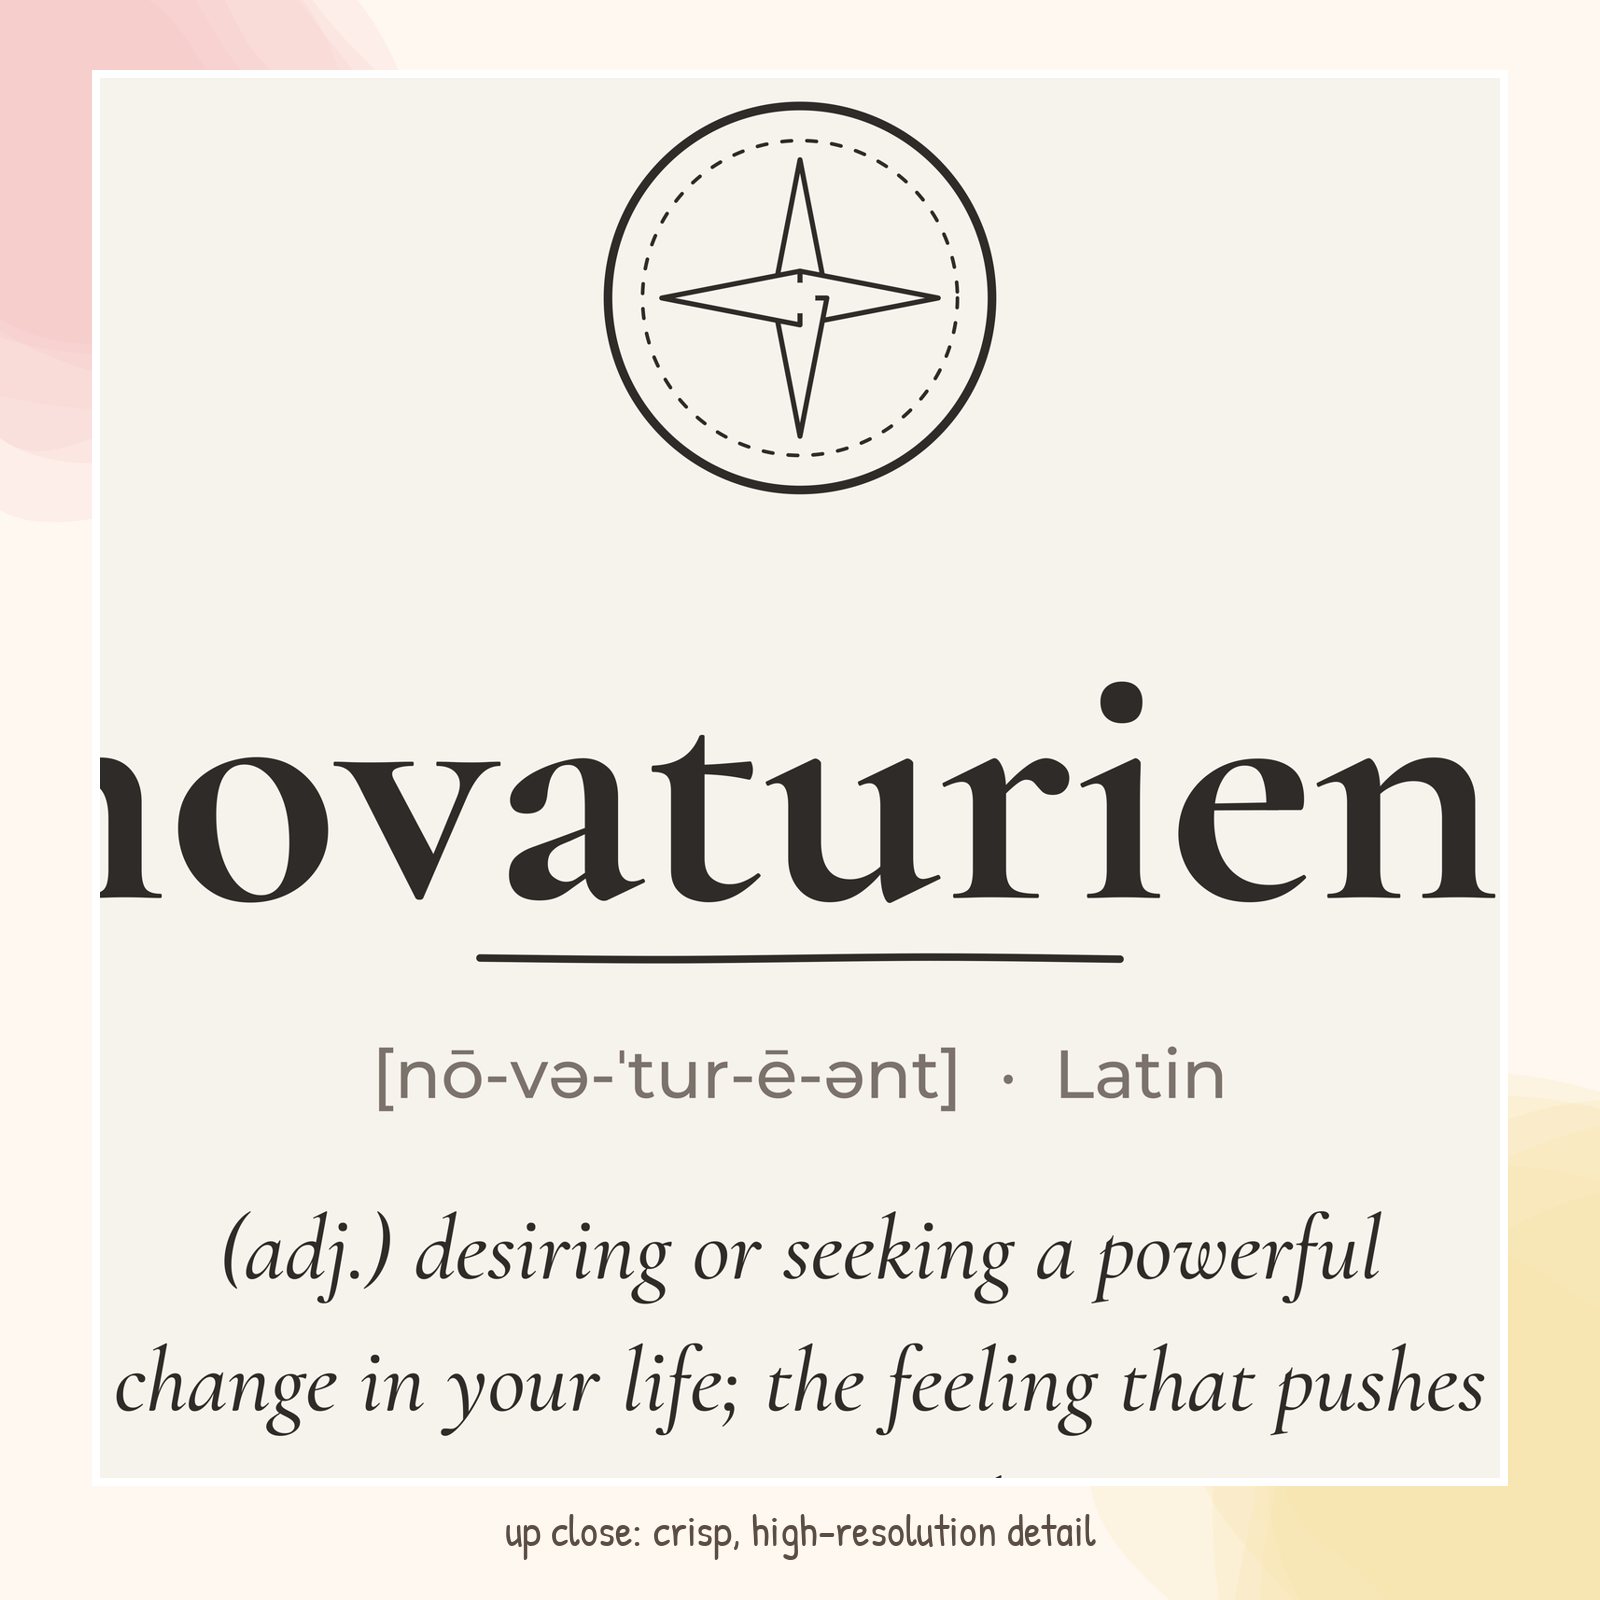 novaturien
[nō-və-ˈtur-ē-ənt] · Latin
(adj.) desiring or seeking a powerful
change in your life; the feeling that pushes
up close: crisp, high-resolution detail